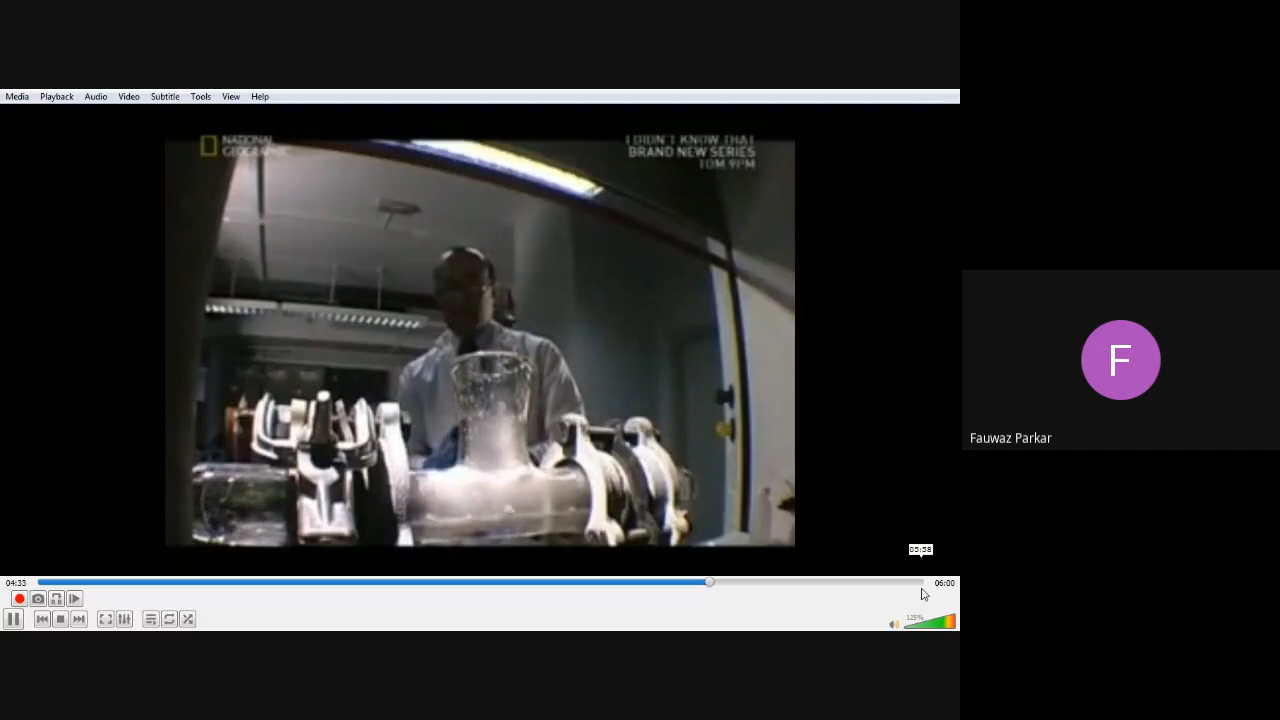 Media Playback Audio Video Subtitle Tools View Help
NATIONAL
GEOGRAPHIC
I DIDN'T KNOW THAT
BRAND NEW SERIES
TOM 9PM
F
Fauwaz Parkar
05:58
04:33
06:00
125%